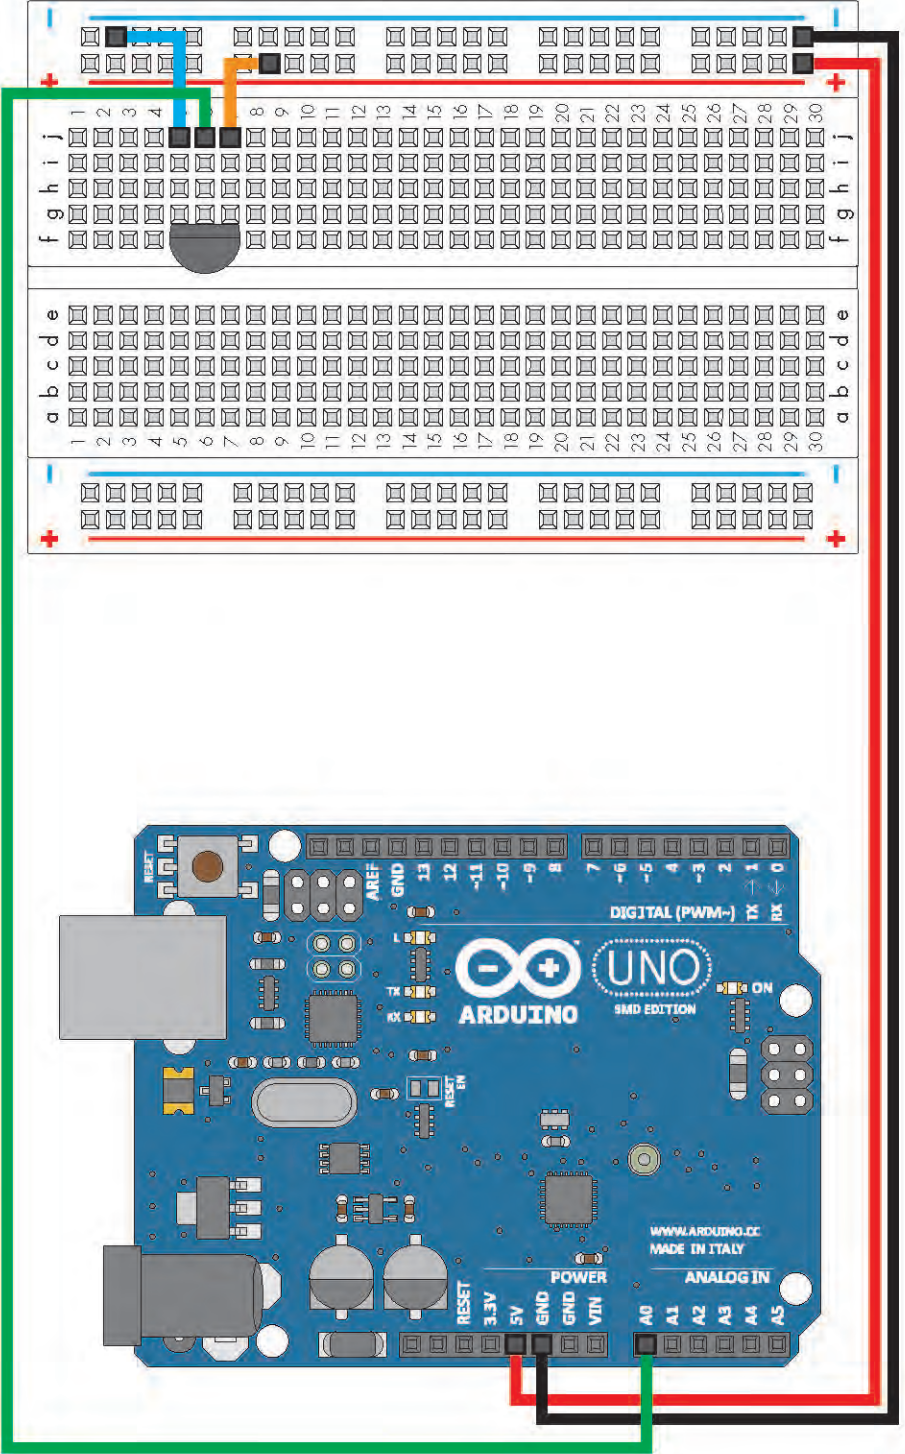 − −
+ +
1 2 3 4 6 8 9 10 11 12 13 14 15 16 17 18 19 20 21 22 23 24 25 26 27 28 29 30
j j
i i
h h
g g
f f
e e
d d
c c
b b
a a
1 2 3 4 5 6 7 8 9 10 11 12 13 14 15 16 17 18 19 20 21 22 23 24 25 26 27 28 29 30
− −
+ +
RESET
AREF GND 13 12 ~11 ~10 ~9 8 7 ~6 ~5 4 ~3 2 TX→1 RX←0
DIGITAL (PWM~)
L
TX
RX
ARDUINO
UNO
SMD EDITION
ON
RESET EN
WWW.ARDUINO.CC
MADE IN ITALY
POWER ANALOG IN
RESET 3.3V 5V GND GND VIN A0 A1 A2 A3 A4 A5